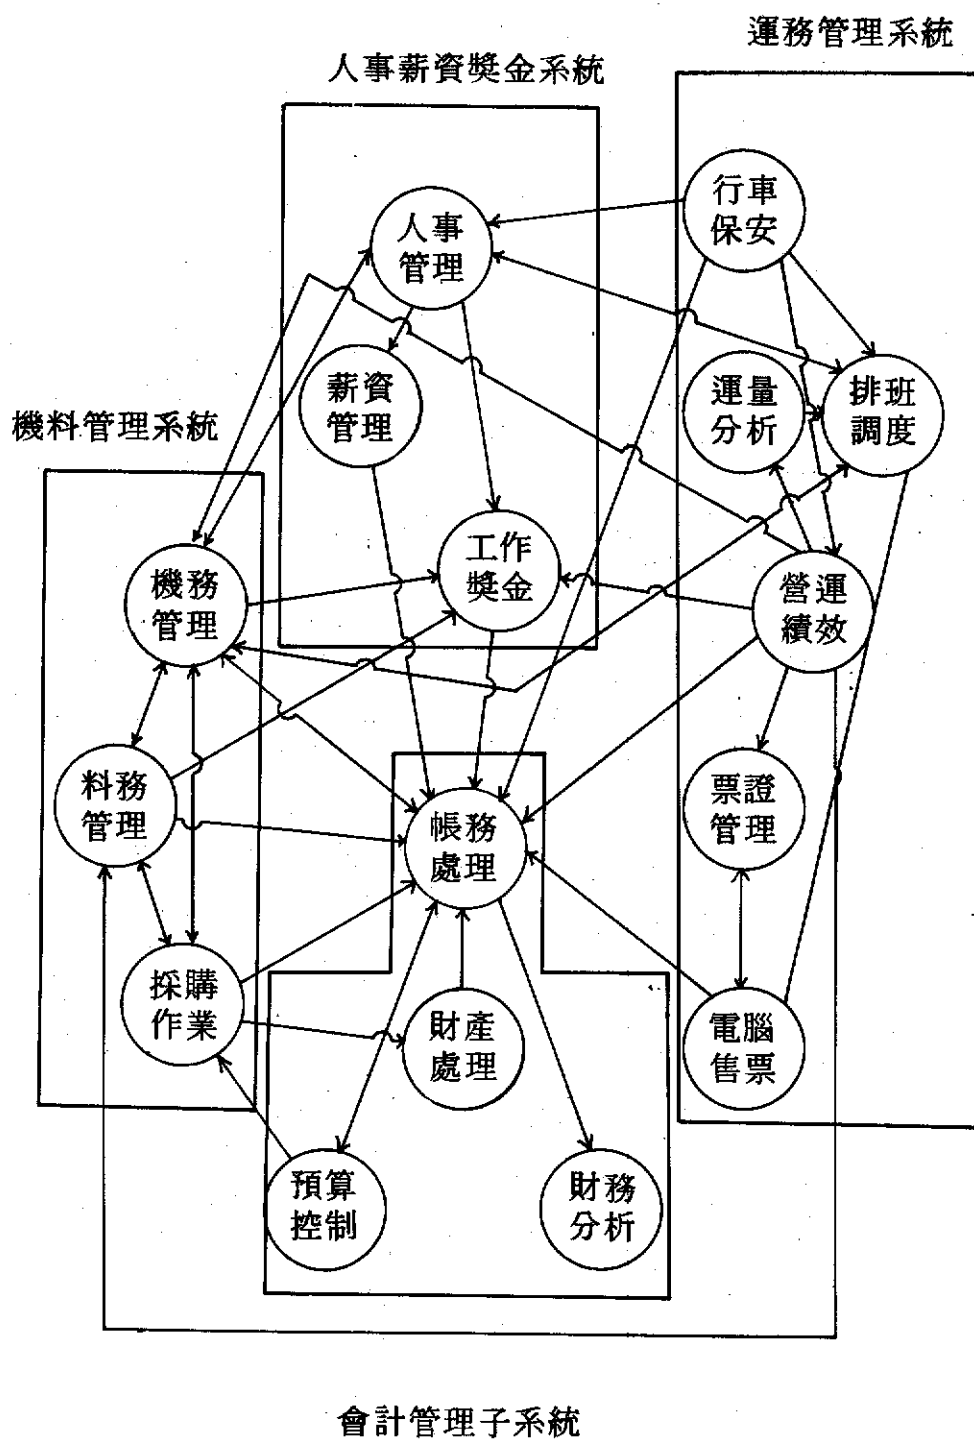 運務管理系統
人事薪資獎金系統
行車
保安
人事
管理
薪資
管理
運量
分析
排班
調度
機料管理系統
工作
獎金
機務
管理
營運
績效
料務
管理
帳務
處理
票證
管理
採購
作業
財產
處理
電腦
售票
預算
控制
財務
分析
會計管理子系統